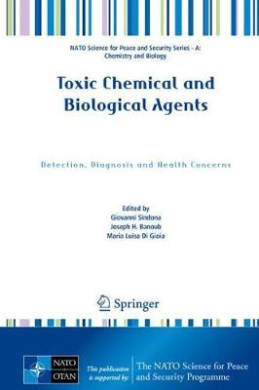 NATO Science for Peace and Security Series - A:
Chemistry and Biology
Toxic Chemical and
Biological Agents
Detection, Diagnosis and Health Concerns
Edited by
Giovanni Sindona
Joseph H. Banoub
Maria Luisa Di Gioia
Springer
NATO
OTAN
This publication
is supported by:
The NATO Science for Peace
and Security Programme